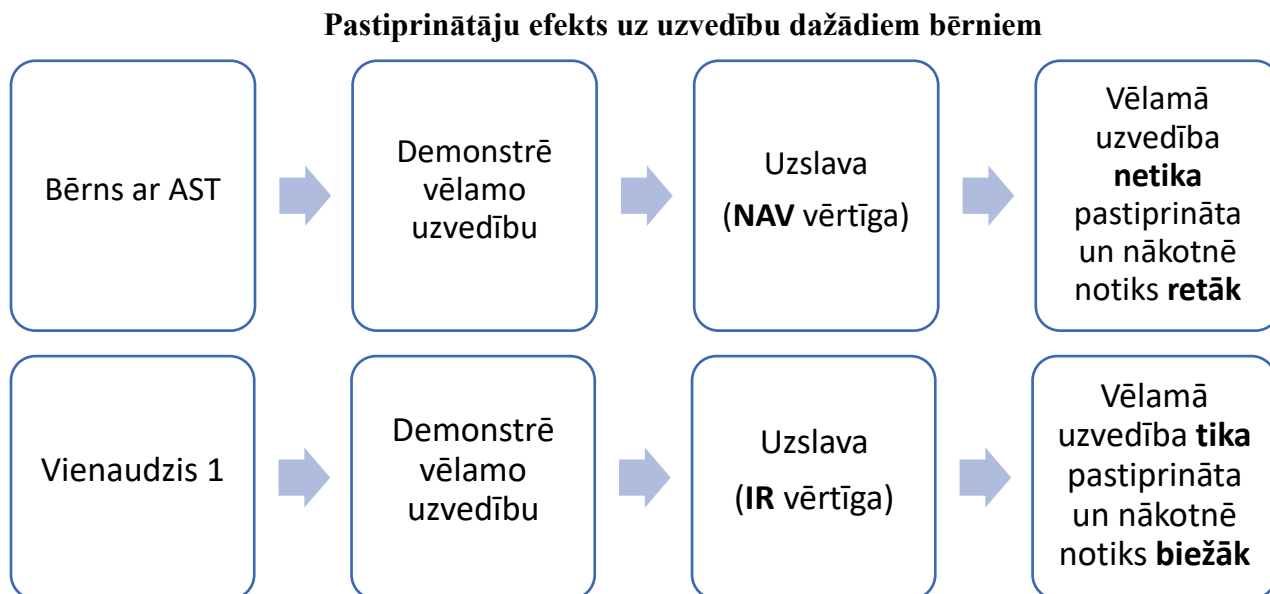 Pastiprinātāju efekts uz uzvedību dažādiem bērniem
Bērns ar AST
Demonstrē
vēlamo
uzvedību
Uzslava
(NAV vērtīga)
Vēlamā
uzvedība
netika
pastiprināta
un nākotnē
notiks retāk
Vienaudzis 1
Demonstrē
vēlamo
uzvedību
Uzslava
(IR vērtīga)
Vēlamā
uzvedība tika
pastiprināta
un nākotnē
notiks biežāk